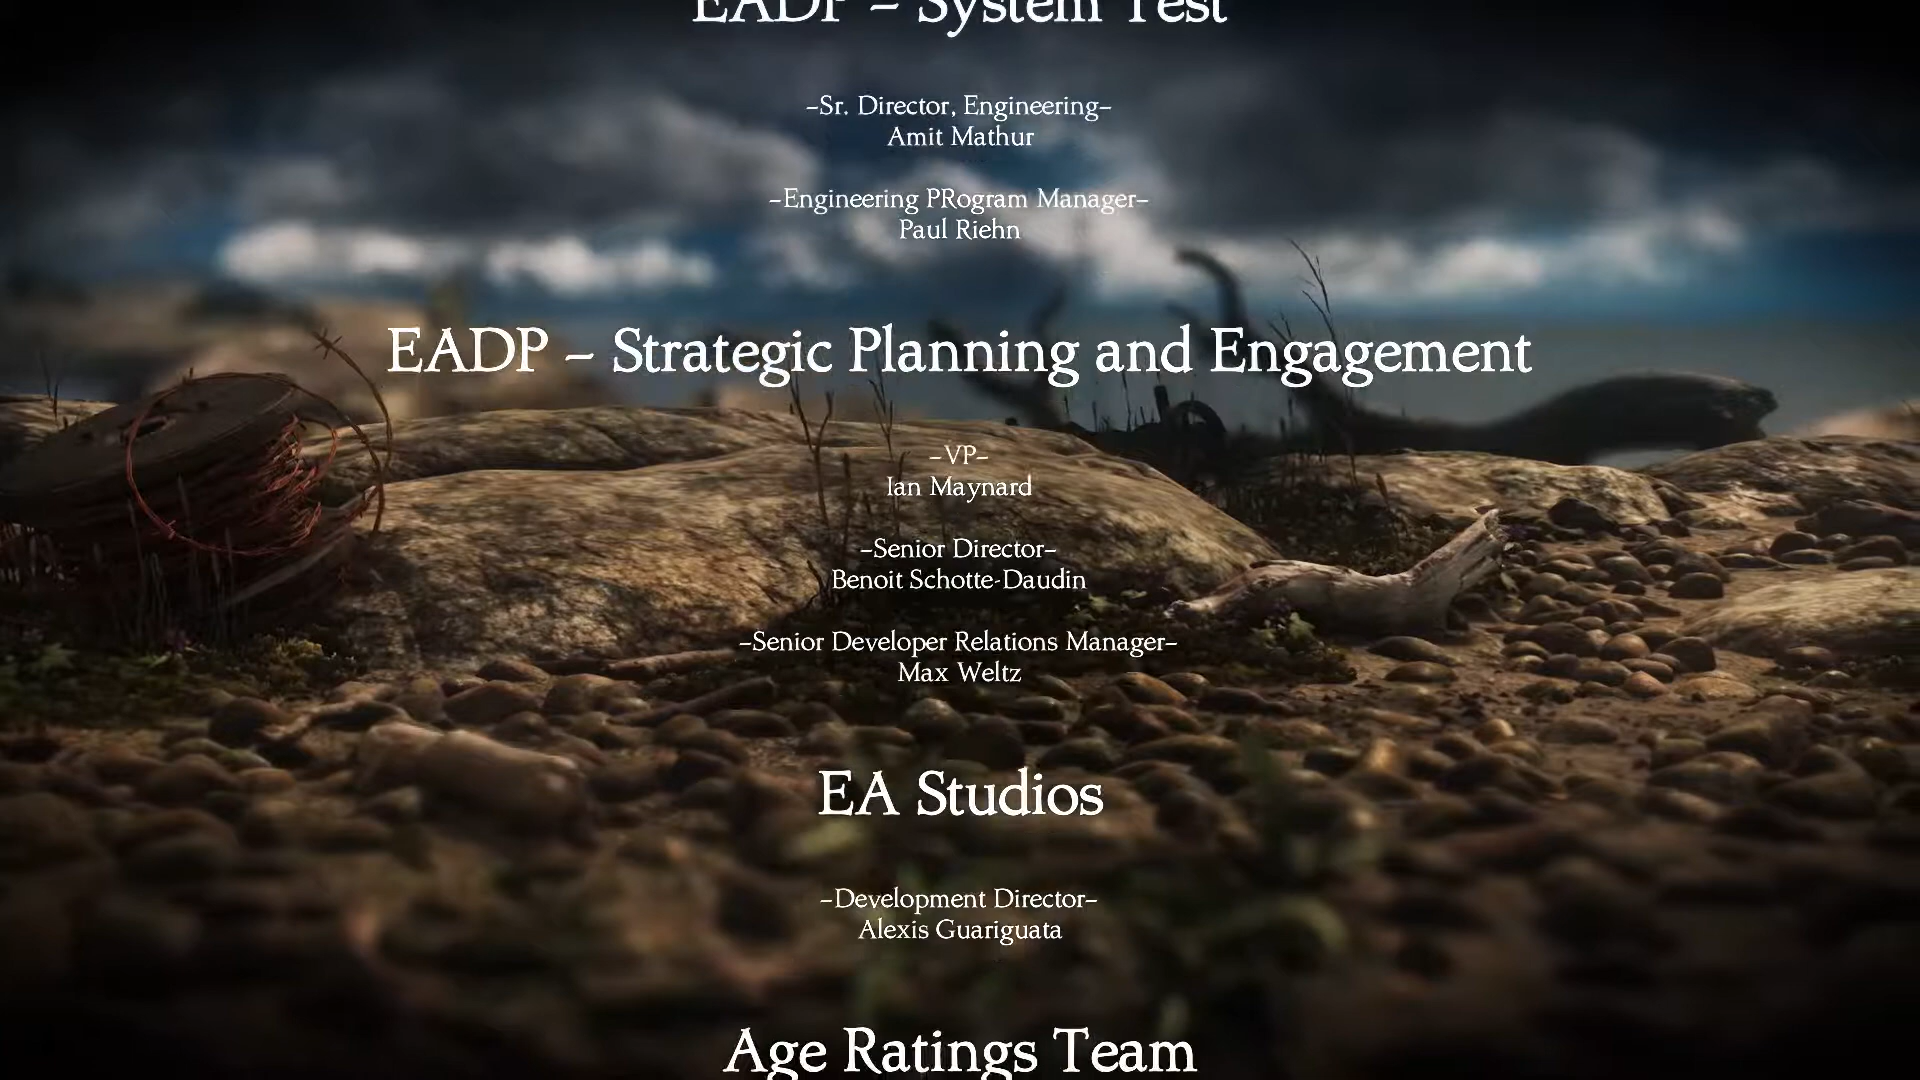 EADP – System Test
–Sr. Director, Engineering–
Amit Mathur
–Engineering PRogram Manager–
Paul Riehn
EADP – Strategic Planning and Engagement
–VP–
Ian Maynard
–Senior Director–
Benoit Schotte-Daudin
–Senior Developer Relations Manager–
Max Weltz
EA Studios
–Development Director–
Alexis Guariguata
Age Ratings Team